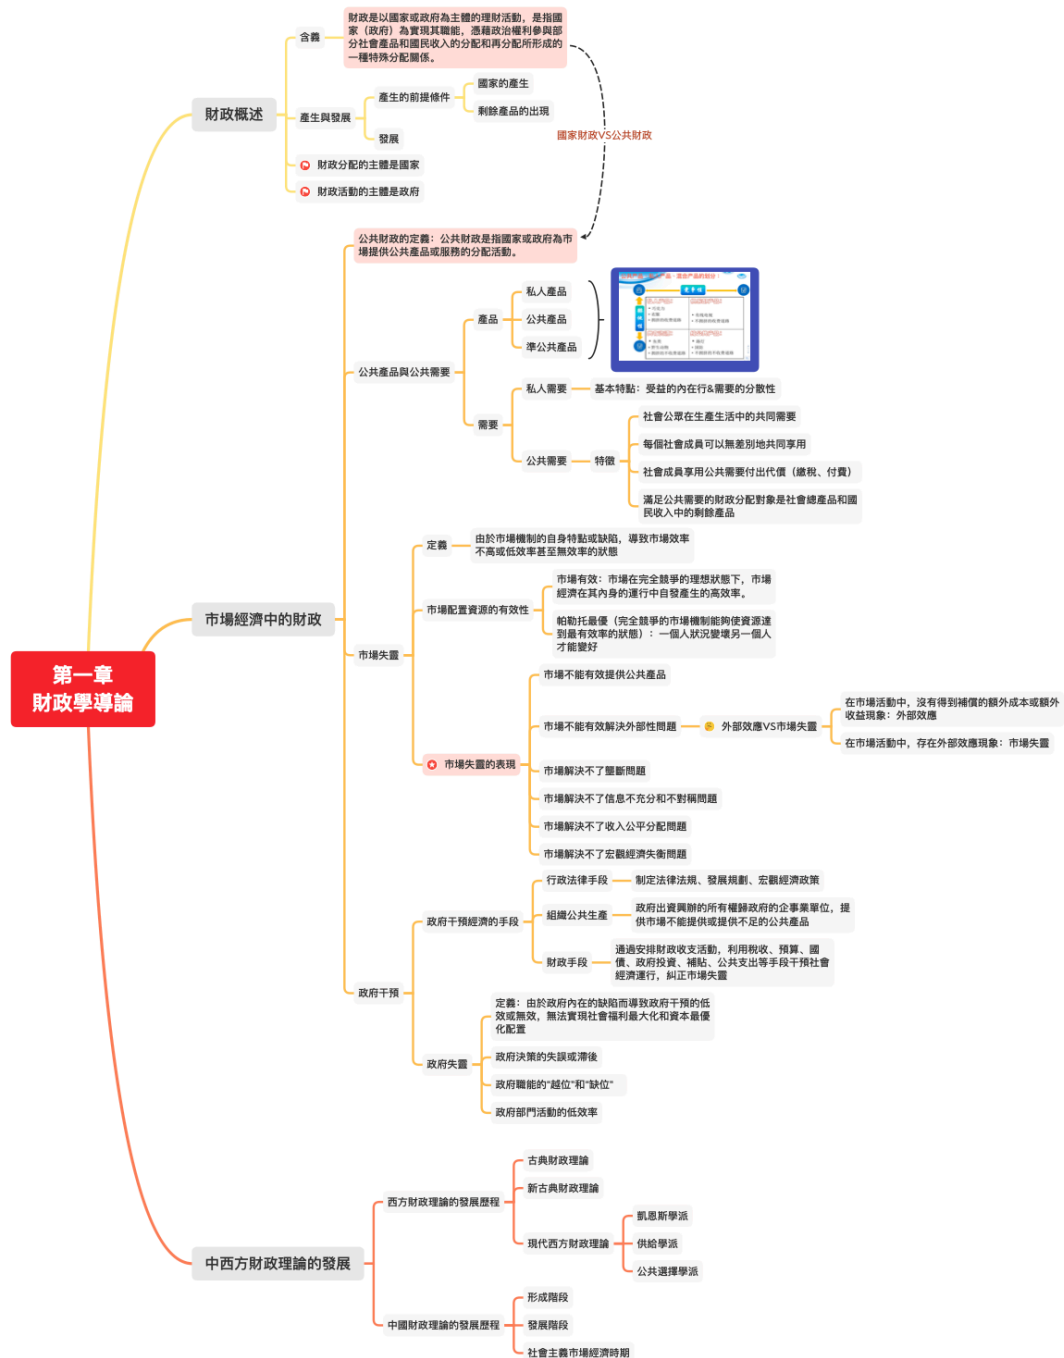 財政是以國家或政府為主體的理財活動，是指國
家（政府）為實現其職能，憑藉政治權利參與部
分社會產品和國民收入的分配和再分配所形成的
一種特殊分配關係。
含義
國家的產生
產生的前提條件
剩餘產品的出現
財政概述
產生與發展
發展
國家財政VS公共財政
財政分配的主體是國家
財政活動的主體是政府
公共財政的定義：公共財政是指國家或政府為市
場提供公共產品或服務的分配活動。
私人產品
產品
公共產品
準公共產品
公共產品與公共需要
私人需要
基本特點：受益的內在行&需要的分散性
需要
社會公眾在生產生活中的共同需要
每個社會成員可以無差別地共同享用
公共需要
特徵
社會成員享用公共需要付出代價（繳稅、付費）
滿足公共需要的財政分配對象是社會總產品和國
民收入中的剩餘產品
定義
由於市場機制的自身特點或缺陷，導致市場效率
不高或低效率甚至無效率的狀態
市場有效：市場在完全競爭的理想狀態下，市場
經濟在其內身的運行中自發產生的高效率。
市場配置資源的有效性
市場經濟中的財政
帕勒托最優（完全競爭的市場機制能夠使資源達
到最有效率的狀態）：一個人狀況變壞另一個人
才能變好
市場失靈
第一章
財政學導論
市場不能有效提供公共產品
市場不能有效解決外部性問題
外部效應VS市場失靈
在市場活動中，沒有得到補償的額外成本或額外
收益現象：外部效應
在市場活動中，存在外部效應現象：市場失靈
市場失靈的表現
市場解決不了壟斷問題
市場解決不了信息不充分和不對稱問題
市場解決不了收入公平分配問題
市場解決不了宏觀經濟失衡問題
行政法律手段
制定法律法規、發展規劃、宏觀經濟政策
政府干預經濟的手段
組織公共生產
政府出資興辦的所有權歸政府的企事業單位，提
供市場不能提供或提供不足的公共產品
財政手段
通過安排財政收支活動，利用稅收、預算、國
債、政府投資、補貼、公共支出等手段干預社會
經濟運行，糾正市場失靈
政府干預
定義：由於政府內在的缺陷而導致政府干預的低
效或無效，無法實現社會福利最大化和資本最優
化配置
政府失靈
政府決策的失誤或滯後
政府職能的"越位"和"缺位"
政府部門活動的低效率
古典財政理論
西方財政理論的發展歷程
新古典財政理論
凱恩斯學派
現代西方財政理論
供給學派
公共選擇學派
中西方財政理論的發展
形成階段
中國財政理論的發展歷程
發展階段
社會主義市場經濟時期